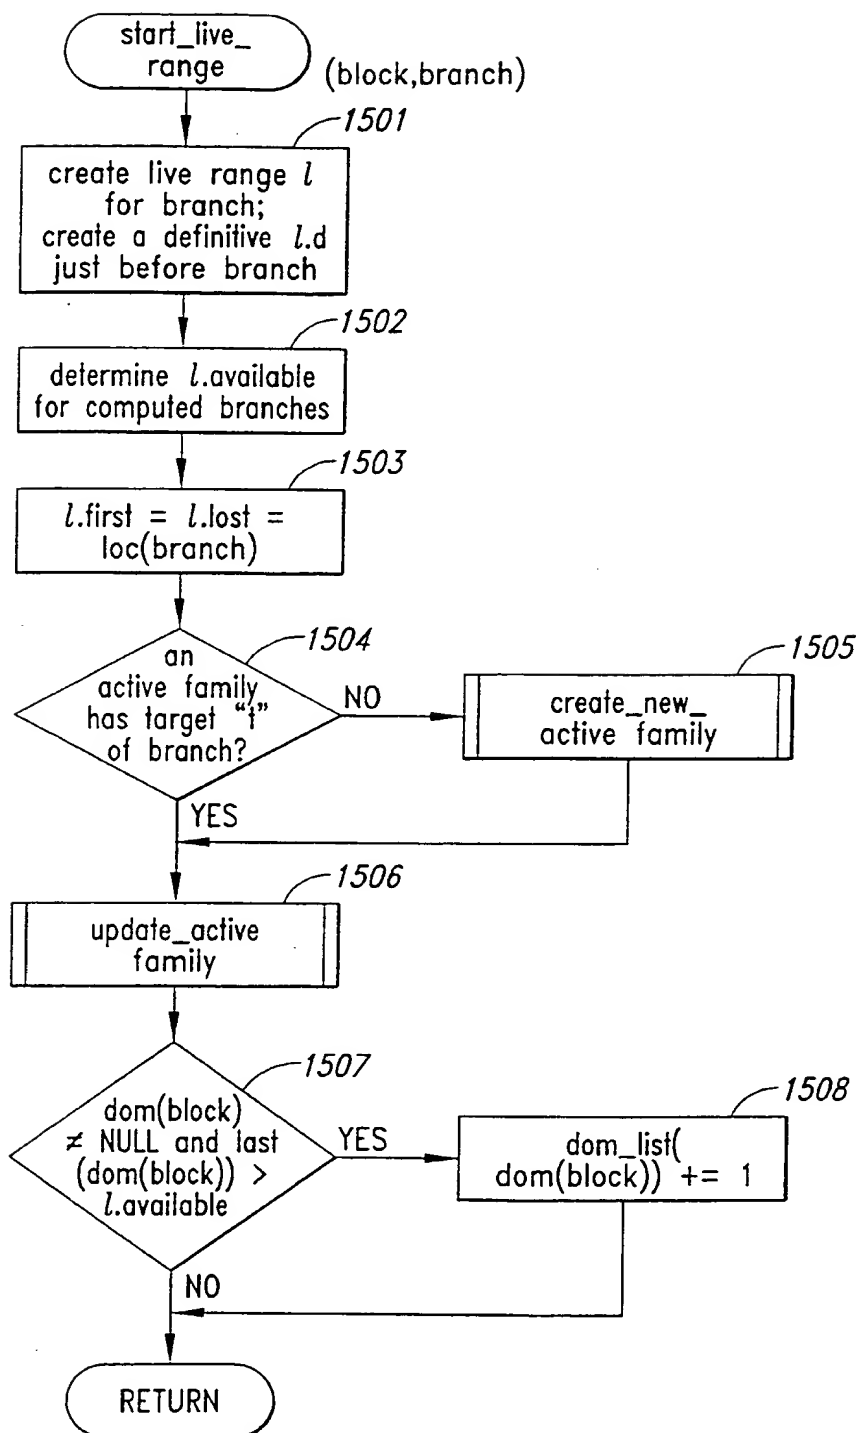 start_live_
range
(block,branch)
1501
create live range l
for branch;
create a definitive l.d
just before branch
1502
determine l.available
for computed branches
1503
l.first = l.lost =
loc(branch)
1504
an
active family
has target "t"
of branch?
NO
1505
create_new_
active family
YES
1506
update_active
family
1507
dom(block)
≠ NULL and last
(dom(block)) >
l.available
YES
1508
dom_list(
dom(block)) += 1
NO
RETURN